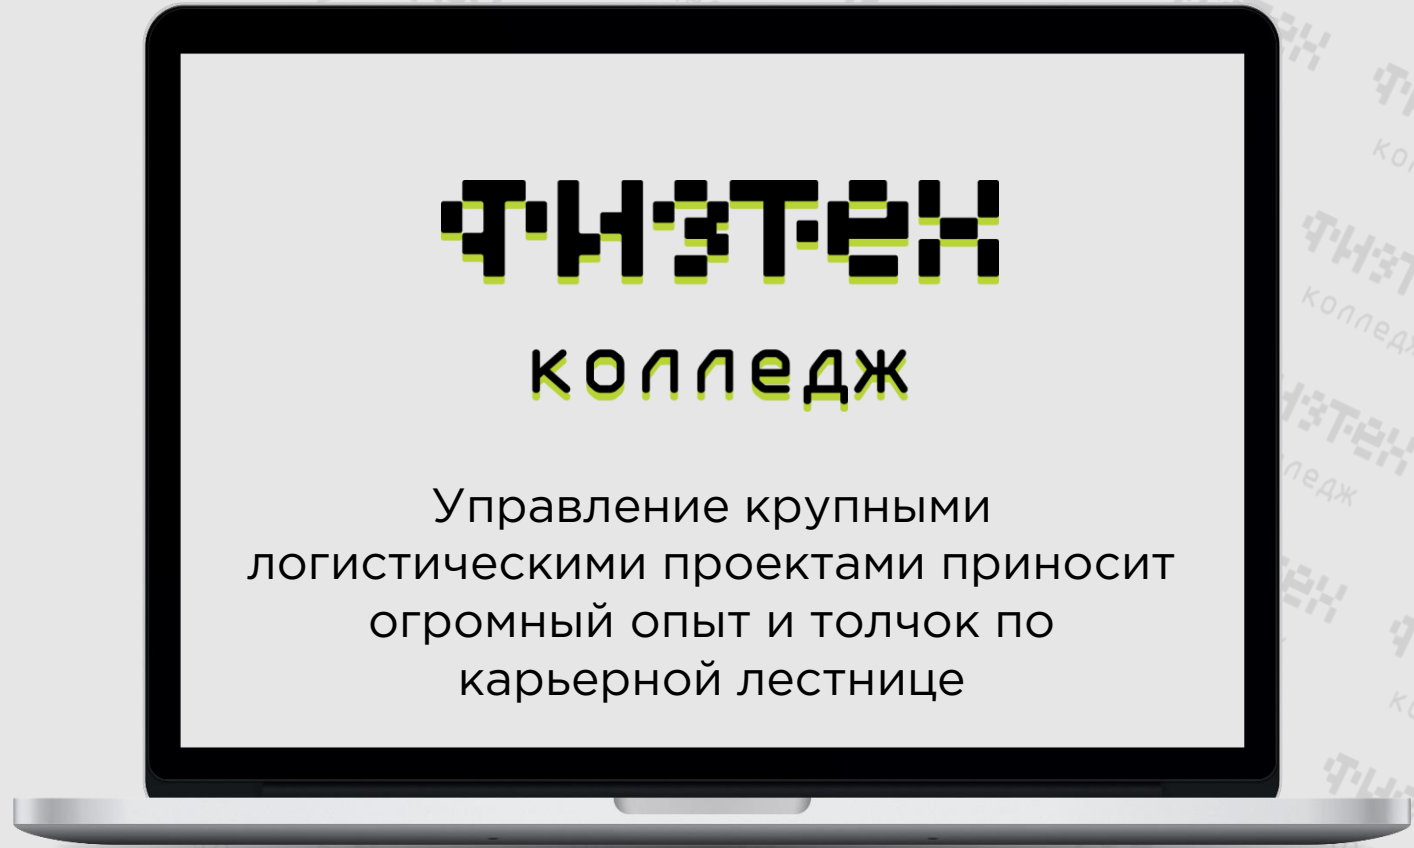 физтех
колледж
Управление крупными
логистическими проектами приносит
огромный опыт и толчок по
карьерной лестнице